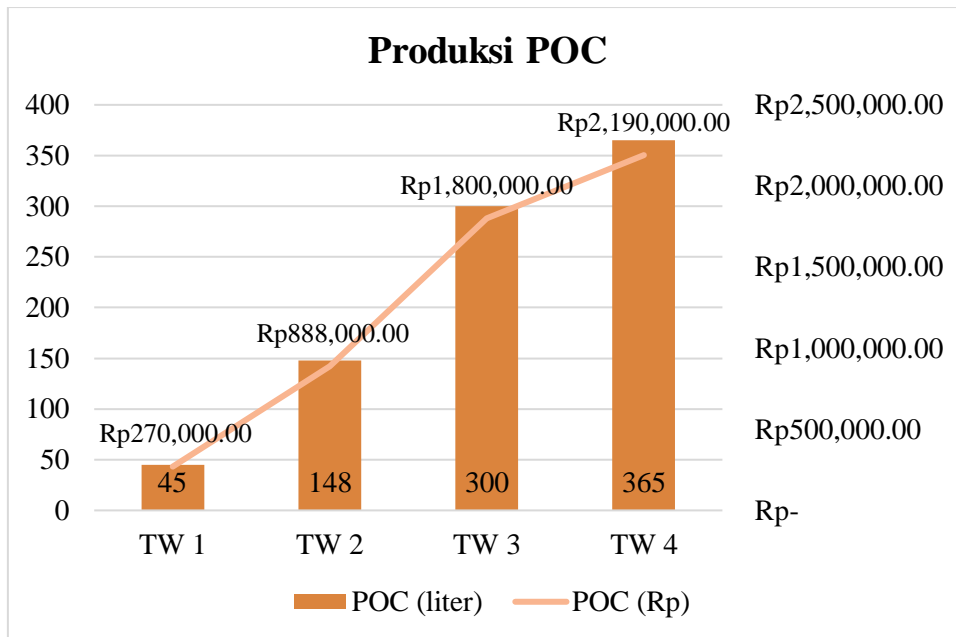 Produksi POC
400
350
300
250
200
150
100
50
0
Rp2,500,000.00
Rp2,000,000.00
Rp1,500,000.00
Rp1,000,000.00
Rp500,000.00
Rp-
Rp270,000.00
Rp888,000.00
Rp1,800,000.00
Rp2,190,000.00
45
148
300
365
TW 1
TW 2
TW 3
TW 4
POC (liter)
POC (Rp)